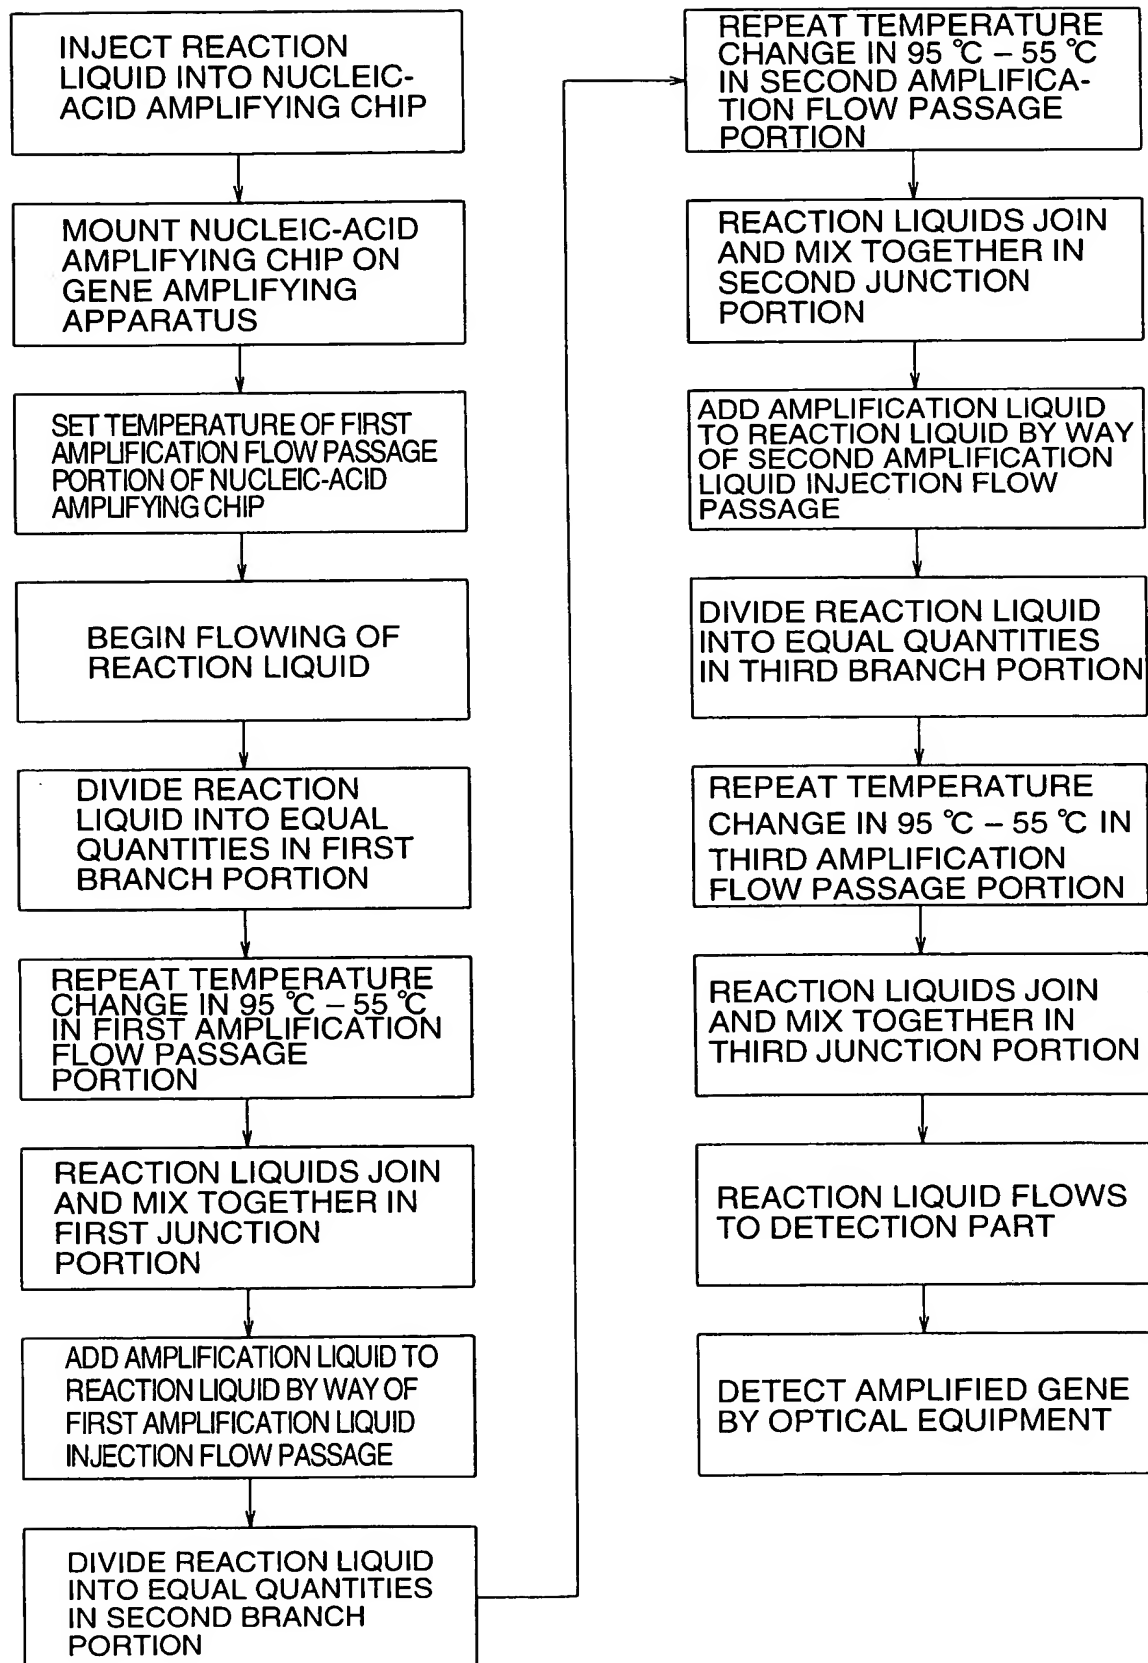 INJECT REACTION
LIQUID INTO NUCLEIC-
ACID AMPLIFYING CHIP
MOUNT NUCLEIC-ACID
AMPLIFYING CHIP ON
GENE AMPLIFYING
APPARATUS
SET TEMPERATURE OF FIRST
AMPLIFICATION FLOW PASSAGE
PORTION OF NUCLEIC-ACID
AMPLIFYING CHIP
BEGIN FLOWING OF
REACTION LIQUID
DIVIDE REACTION
LIQUID INTO EQUAL
QUANTITIES IN FIRST
BRANCH PORTION
REPEAT TEMPERATURE
CHANGE IN 95 ℃ – 55 ℃
IN FIRST AMPLIFICATION
FLOW PASSAGE
PORTION
REACTION LIQUIDS JOIN
AND MIX TOGETHER IN
FIRST JUNCTION
PORTION
ADD AMPLIFICATION LIQUID TO
REACTION LIQUID BY WAY OF
FIRST AMPLIFICATION LIQUID
INJECTION FLOW PASSAGE
DIVIDE REACTION LIQUID
INTO EQUAL QUANTITIES
IN SECOND BRANCH
PORTION
REPEAT TEMPERATURE
CHANGE IN 95 ℃ – 55 ℃
IN SECOND AMPLIFICA-
TION FLOW PASSAGE
PORTION
REACTION LIQUIDS JOIN
AND MIX TOGETHER IN
SECOND JUNCTION
PORTION
ADD AMPLIFICATION LIQUID
TO REACTION LIQUID BY WAY
OF SECOND AMPLIFICATION
LIQUID INJECTION FLOW
PASSAGE
DIVIDE REACTION LIQUID
INTO EQUAL QUANTITIES
IN THIRD BRANCH PORTION
REPEAT TEMPERATURE
CHANGE IN 95 ℃ – 55 ℃ IN
THIRD AMPLIFICATION
FLOW PASSAGE PORTION
REACTION LIQUIDS JOIN
AND MIX TOGETHER IN
THIRD JUNCTION PORTION
REACTION LIQUID FLOWS
TO DETECTION PART
DETECT AMPLIFIED GENE
BY OPTICAL EQUIPMENT